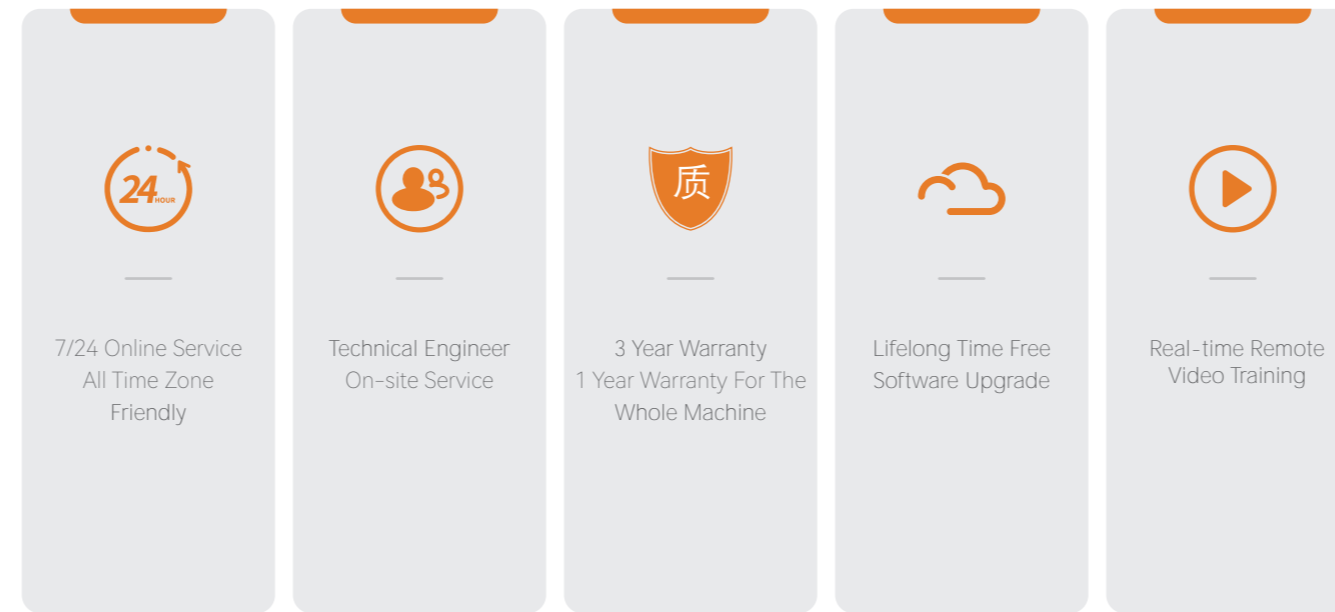 24 HOUR
7/24 Online Service
All Time Zone
Friendly
Technical Engineer
On-site Service
质
3 Year Warranty
1 Year Warranty For The
Whole Machine
Lifelong Time Free
Software Upgrade
Real-time Remote
Video Training